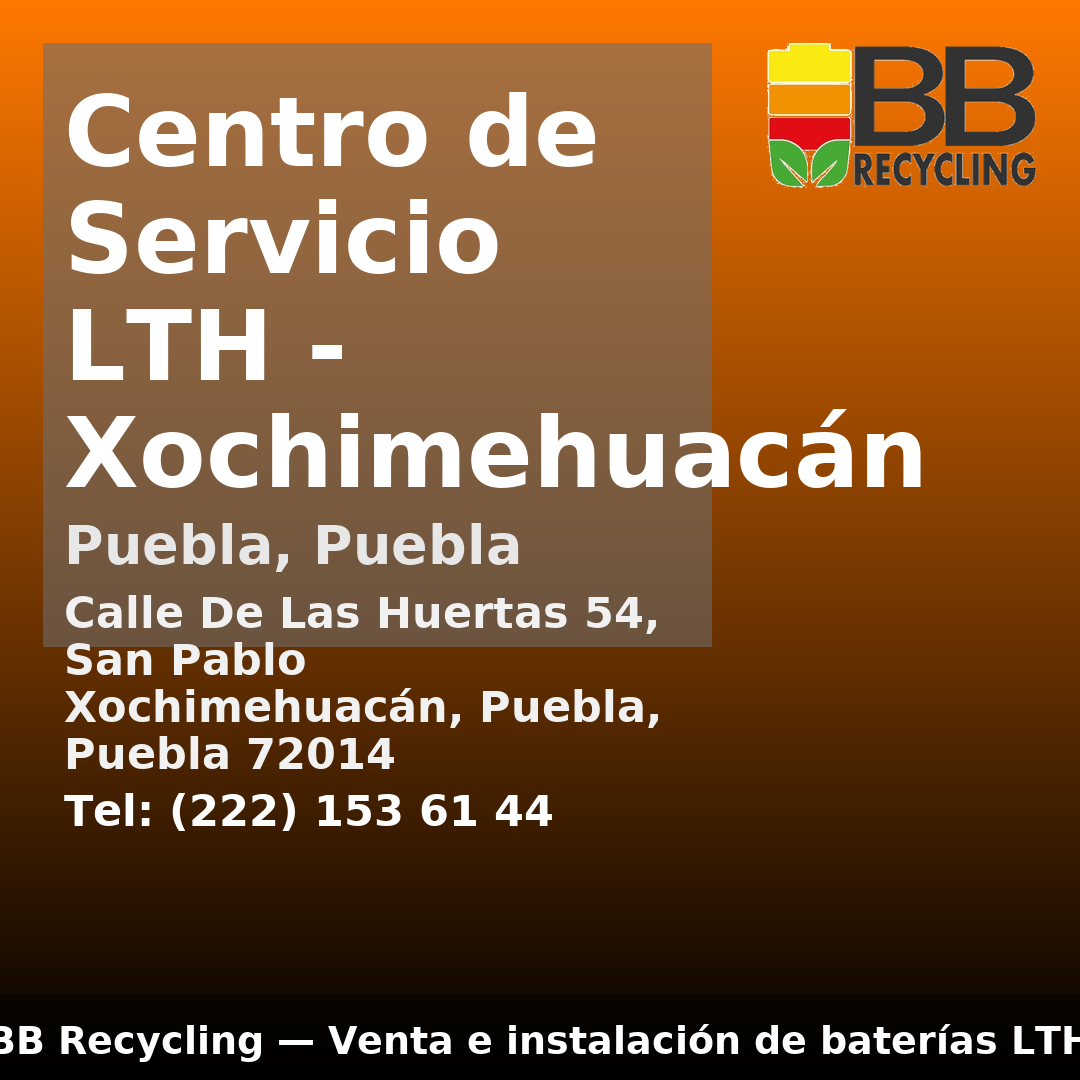 Centro de
Servicio
LTH -
Xochimehuacán
Puebla, Puebla
Calle De Las Huertas 54,
San Pablo
Xochimehuacán, Puebla,
Puebla 72014
Tel: (222) 153 61 44
BB
RECYCLING
BB Recycling — Venta e instalación de baterías LTH